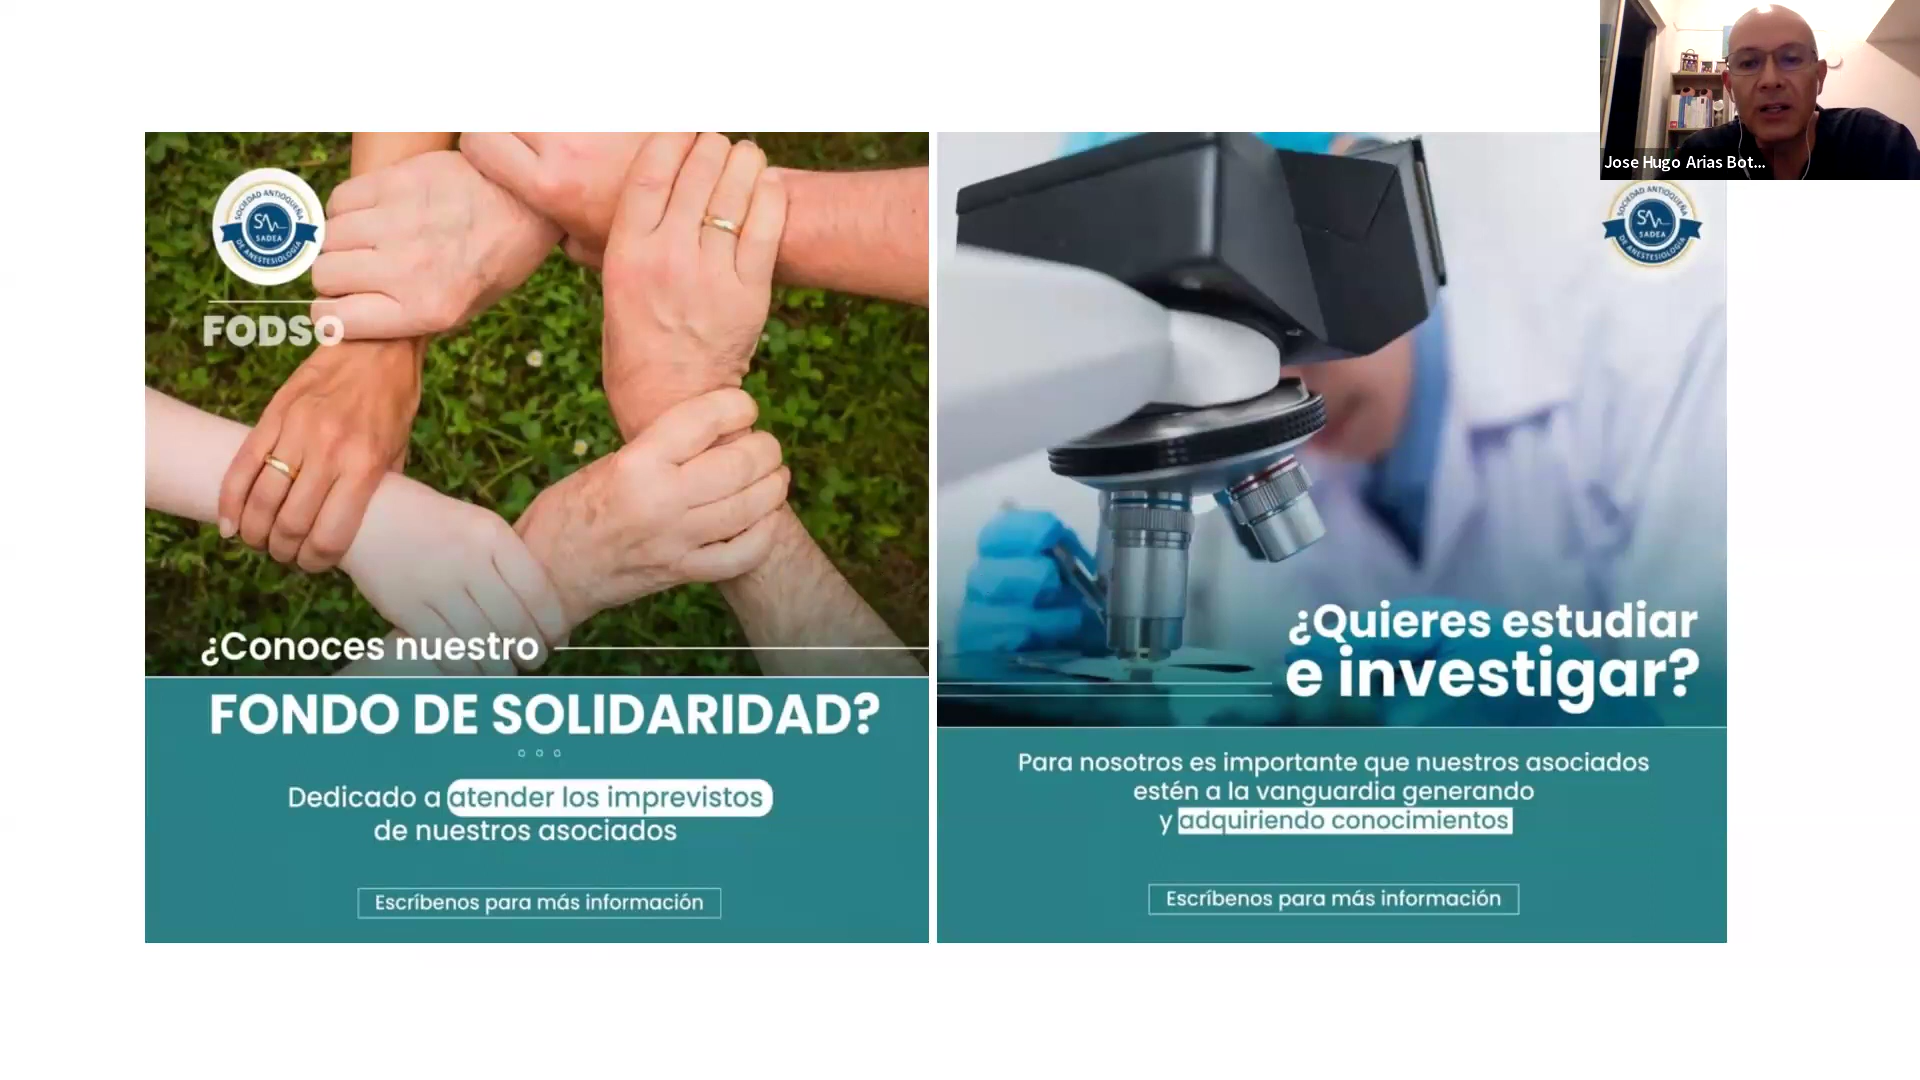 Jose Hugo Arias Bot...
SOCIEDAD ANTIOQUEÑA
SADEA
DE ANESTESIOLOGÍA
FODSO
¿Conoces nuestro
FONDO DE SOLIDARIDAD?
Dedicado a atender los imprevistos
de nuestros asociados
Escríbenos para más información
SOCIEDAD ANTIOQUEÑA
SADEA
DE ANESTESIOLOGÍA
¿Quieres estudiar
e investigar?
Para nosotros es importante que nuestros asociados
estén a la vanguardia generando
y adquiriendo conocimientos
Escríbenos para más información